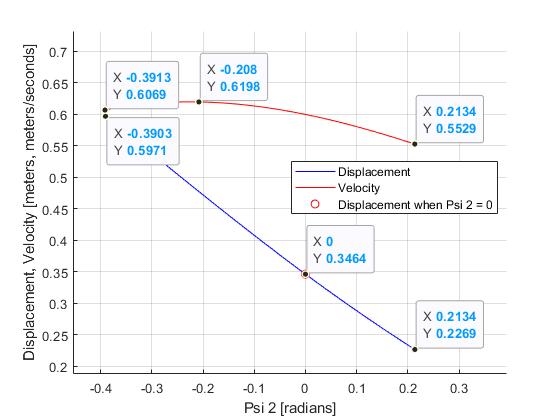 0.7
0.65
0.6
0.55
0.5
0.45
0.4
0.35
0.3
0.25
0.2
Displacement, Velocity [meters, meters/seconds]
X -0.3913
Y 0.6069
X -0.208
Y 0.6198
X 0.2134
Y 0.5529
X -0.3903
Y 0.5971
Displacement
Velocity
Displacement when Psi 2 = 0
X 0
Y 0.3464
X 0.2134
Y 0.2269
-0.4 -0.3 -0.2 -0.1 0 0.1 0.2 0.3
Psi 2 [radians]